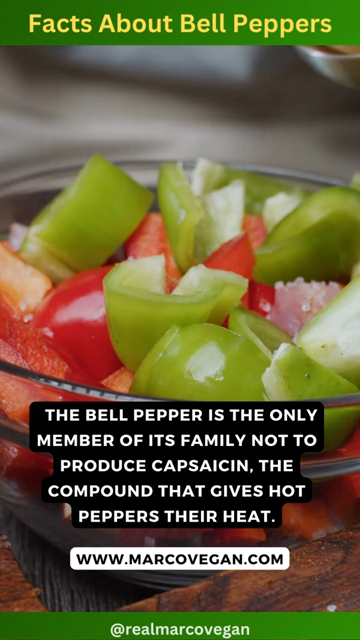 Facts About Bell Peppers
THE BELL PEPPER IS THE ONLY
MEMBER OF ITS FAMILY NOT TO
PRODUCE CAPSAICIN, THE
COMPOUND THAT GIVES HOT
PEPPERS THEIR HEAT.
WWW.MARCOVEGAN.COM
@realmarcovegan